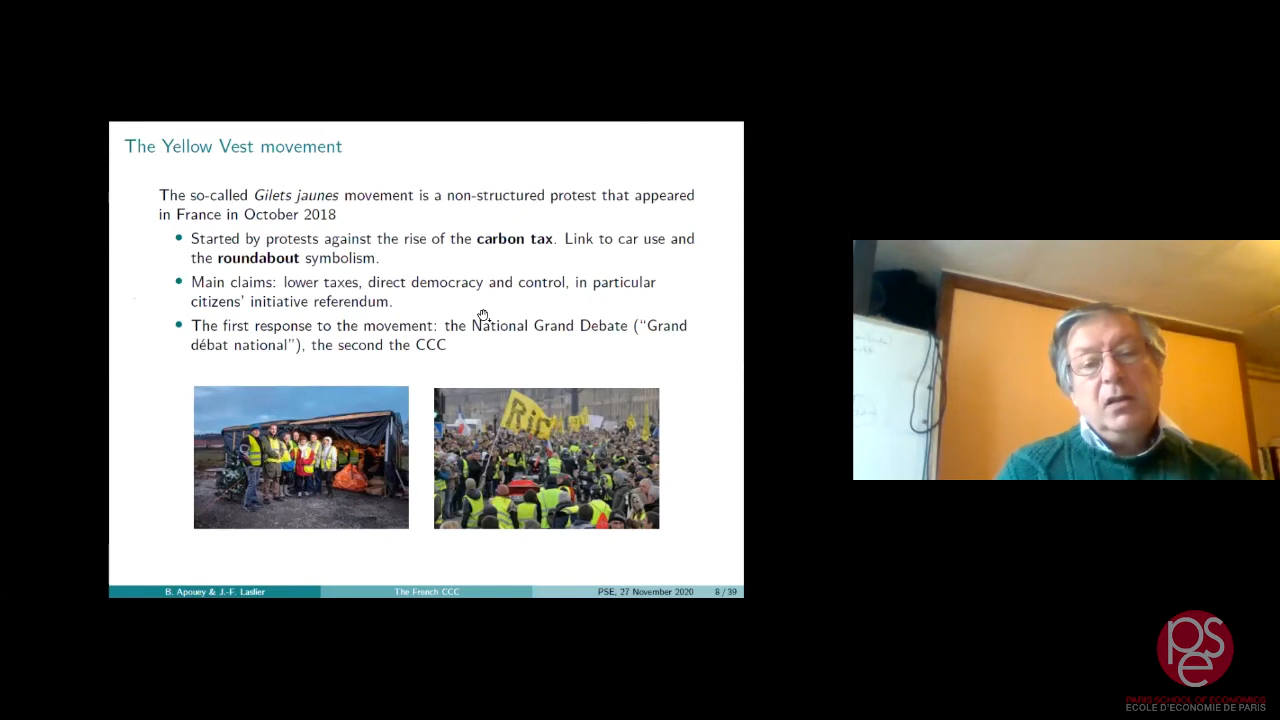 The Yellow Vest movement
The so-called Gilets jaunes movement is a non-structured protest that appeared
in France in October 2018
• Started by protests against the rise of the carbon tax. Link to car use and
the roundabout symbolism.
• Main claims: lower taxes, direct democracy and control, in particular
citizens' initiative referendum.
• The first response to the movement: the National Grand Debate (“Grand
débat national”), the second the CCC
Ric
B. Apouey & J.-F. Laslier
The French CCC
PSE, 27 November 2020
8 / 39
pse
PARIS SCHOOL OF ECONOMICS
ECOLE D'ECONOMIE DE PARIS